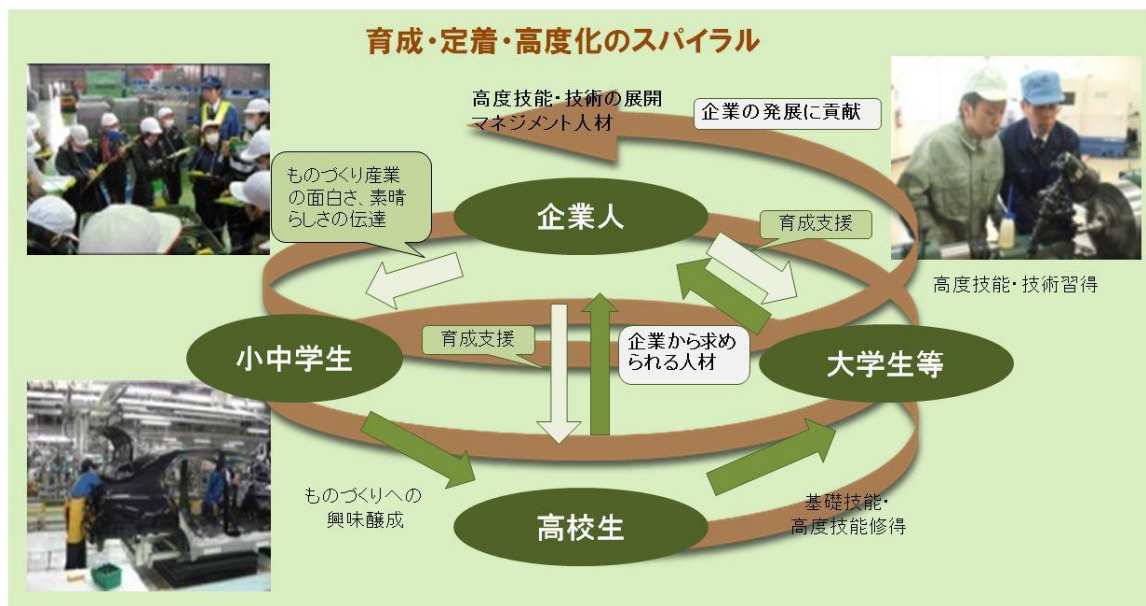 育成・定着・高度化のスパイラル
高度技能・技術の展開
マネジメント人材
企業の発展に貢献
ものづくり産業
の面白さ、素晴
らしさの伝達
企業人
育成支援
高度技能・技術習得
小中学生
育成支援
企業から求め
られる人材
大学生等
ものづくりへの
興味醸成
高校生
基礎技能・
高度技能修得